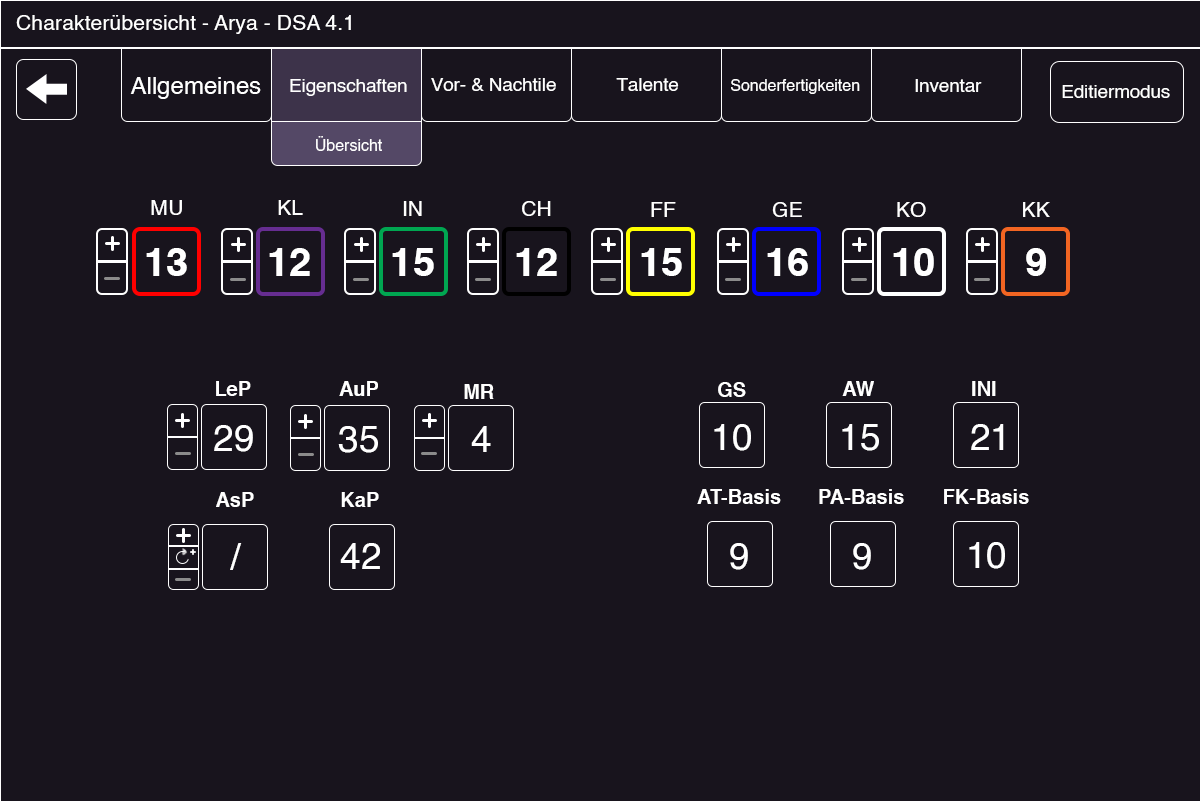 Charakterübersicht - Arya - DSA 4.1
Allgemeines Eigenschaften Vor- & Nachtile Talente Sonderfertigkeiten Inventar Editiermodus
Übersicht
MU KL IN CH FF GE KO KK
+ 13 + 12 + 15 + 12 + 15 + 16 + 10 + 9
− − − − − − − −
LeP AuP MR GS AW INI
+ 29 + 35 + 4 10 15 21
− − −
AsP KaP AT-Basis PA-Basis FK-Basis
+ / 42 9 9 10
+
−